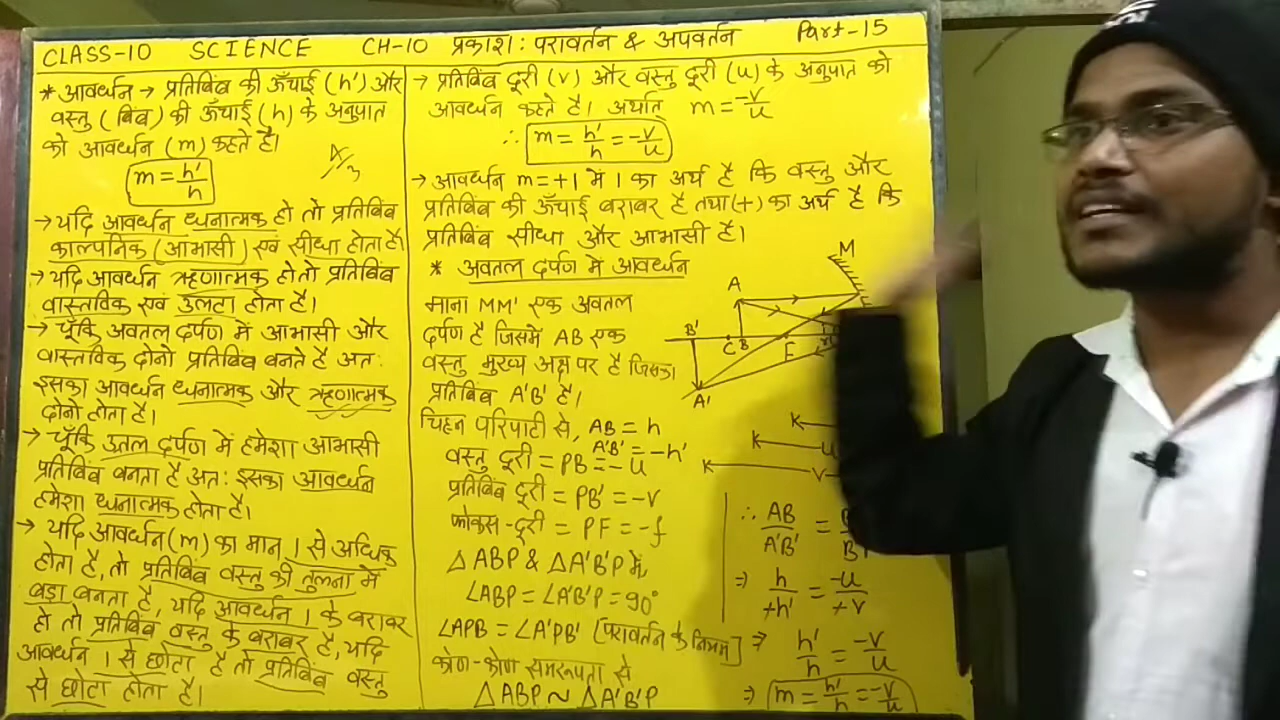 CLASS-10 SCIENCE CH-10 प्रकाश: परावर्तन & अपवर्तन Part-15
* आवर्धन → प्रतिबिंब की ऊँचाई (h') और
वस्तु (बिंब) की ऊँचाई (h) के अनुपात
को आवर्धन (m) कहते है।
m = h'/h
→ यदि आवर्धन धनात्मक हो तो प्रतिबिंब
काल्पनिक (आभासी) एवं सीधा होता है।
→ यदि आवर्धन ऋणात्मक हो तो प्रतिबिंब
वास्तविक एवं उलटा होता है।
→ चूँकि अवतल दर्पण में आभासी और
वास्तविक दोनो प्रतिबिंब बनते है अत:
इसका आवर्धन धनात्मक और ऋणात्मक
दोनो होता है।
→ चूँकि उतल दर्पण में हमेशा आभासी
प्रतिबिंब बनता है अत: इसका आवर्धन
हमेशा धनात्मक होता है।
→ यदि आवर्धन (m) का मान 1 से अधिक
होता है, तो प्रतिबिंब वस्तु की तुलना में
बड़ा बनता है, यदि आवर्धन 1 के बराबर
हो तो प्रतिबिंब वस्तु के बराबर है, यदि
आवर्धन 1 से छोटा है तो प्रतिबिंब वस्तु
से छोटा होता है।
→ प्रतिबिंब दूरी (v) और वस्तु दूरी (u) के अनुपात को
आवर्धन कहते है। अर्थात् m = -v/u
∴ m = h'/h = -v/u
→ आवर्धन m = +1 में 1 का अर्थ है कि वस्तु और
प्रतिबिंब की ऊँचाई बराबर है तथा (+) का अर्थ है कि
प्रतिबिंब सीधा और आभासी है।
* अवतल दर्पण में आवर्धन
माना MM' एक अवतल
दर्पण है जिसमें AB एक
वस्तु मुख्य अक्ष पर है जिसका
प्रतिबिंब A'B' है।
चिह्न परिपाटी से, AB = h
A'B' = -h'
वस्तु दूरी = PB = -u
प्रतिबिंब दूरी = PB' = -v
फोकस-दूरी = PF = -f
△ABP & △A'B'P में,
∠ABP = ∠A'B'P = 90°
∠APB = ∠A'PB' [परावर्तन के नियम]
कोण-कोण समरूपता से
△ABP ~ △A'B'P
M
A
B' C B F
A'
u
v
∴ AB/A'B' =
⇒ h/+h' = -u/+v
⇒ h'/h = -v/u
⇒ m = h'/h = -v/u